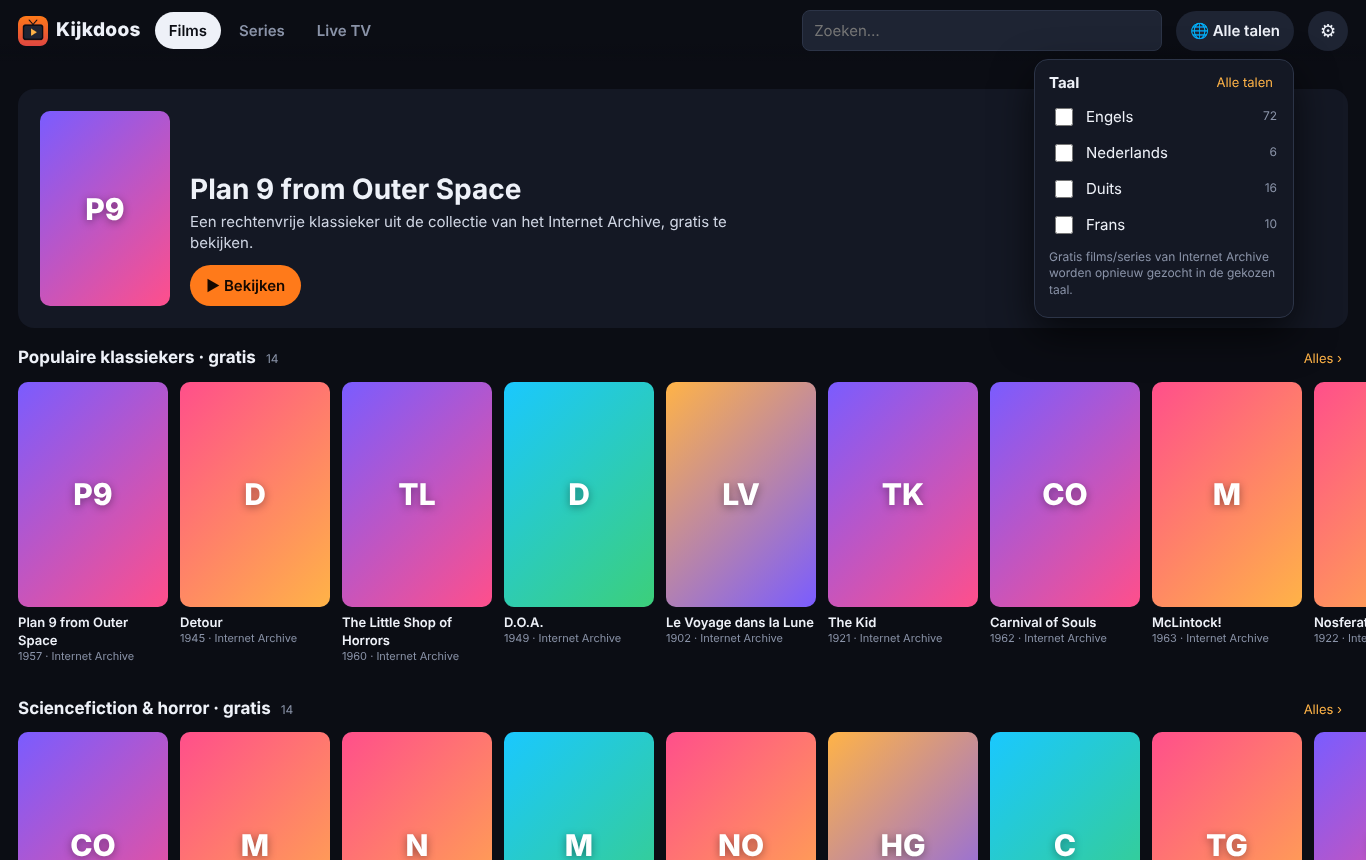 Kijkdoos
Films
Series
Live TV
Zoeken...
🌐 Alle talen
⚙
Taal
Alle talen
Engels 72
Nederlands 6
Duits 16
Frans 10
Gratis films/series van Internet Archive
worden opnieuw gezocht in de gekozen
taal.
P9
Plan 9 from Outer Space
Een rechtenvrije klassieker uit de collectie van het Internet Archive, gratis te
bekijken.
▶ Bekijken
Populaire klassiekers · gratis 14
Alles ›
P9
D
TL
D
LV
TK
CO
M
Plan 9 from Outer
Space
1957 · Internet Archive
Detour
1945 · Internet Archive
The Little Shop of
Horrors
1960 · Internet Archive
D.O.A.
1949 · Internet Archive
Le Voyage dans la Lune
1902 · Internet Archive
The Kid
1921 · Internet Archive
Carnival of Souls
1962 · Internet Archive
McLintock!
1963 · Internet Archive
1922 ·
Sciencefiction & horror · gratis 14
Alles ›
CO
M
N
M
NO
HG
C
TG